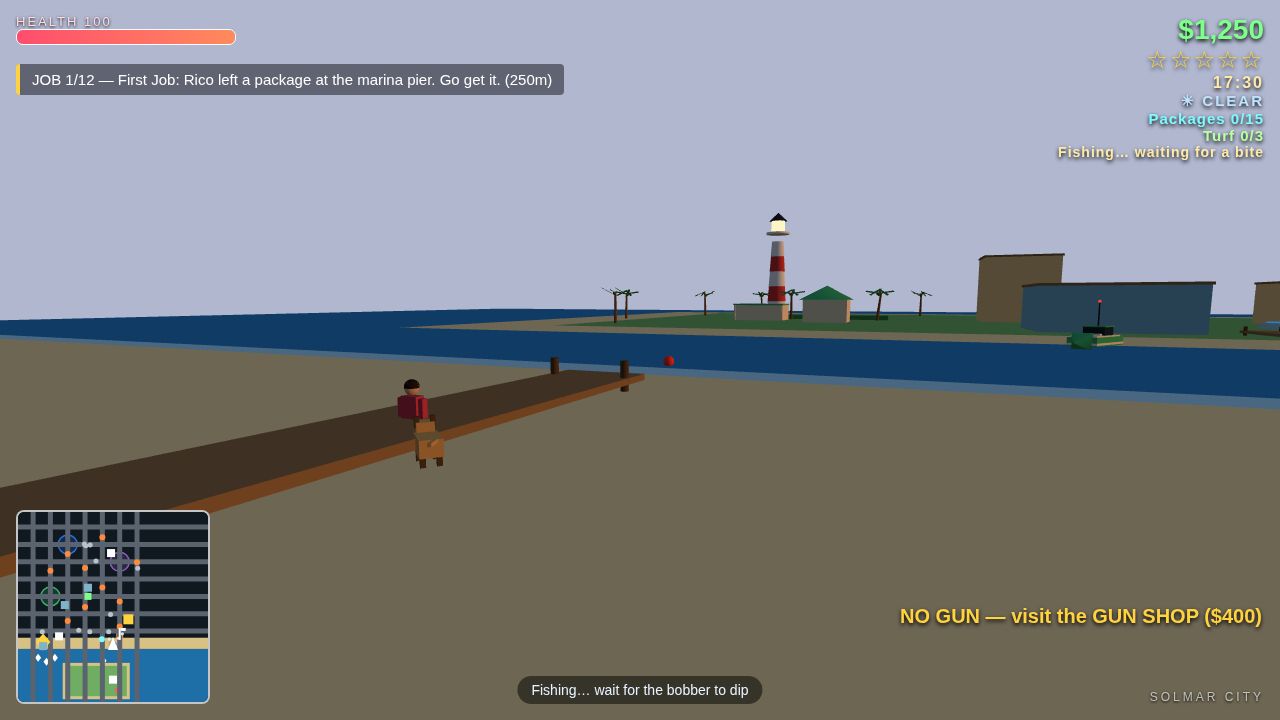 HEALTH 100
JOB 1/12 — First Job: Rico left a package at the marina pier. Go get it. (250m)
$1,250
☆☆☆☆☆
17:30
☀ CLEAR
Packages 0/15
Turf 0/3
Fishing… waiting for a bite
F
NO GUN — visit the GUN SHOP ($400)
Fishing… wait for the bobber to dip
SOLMAR CITY